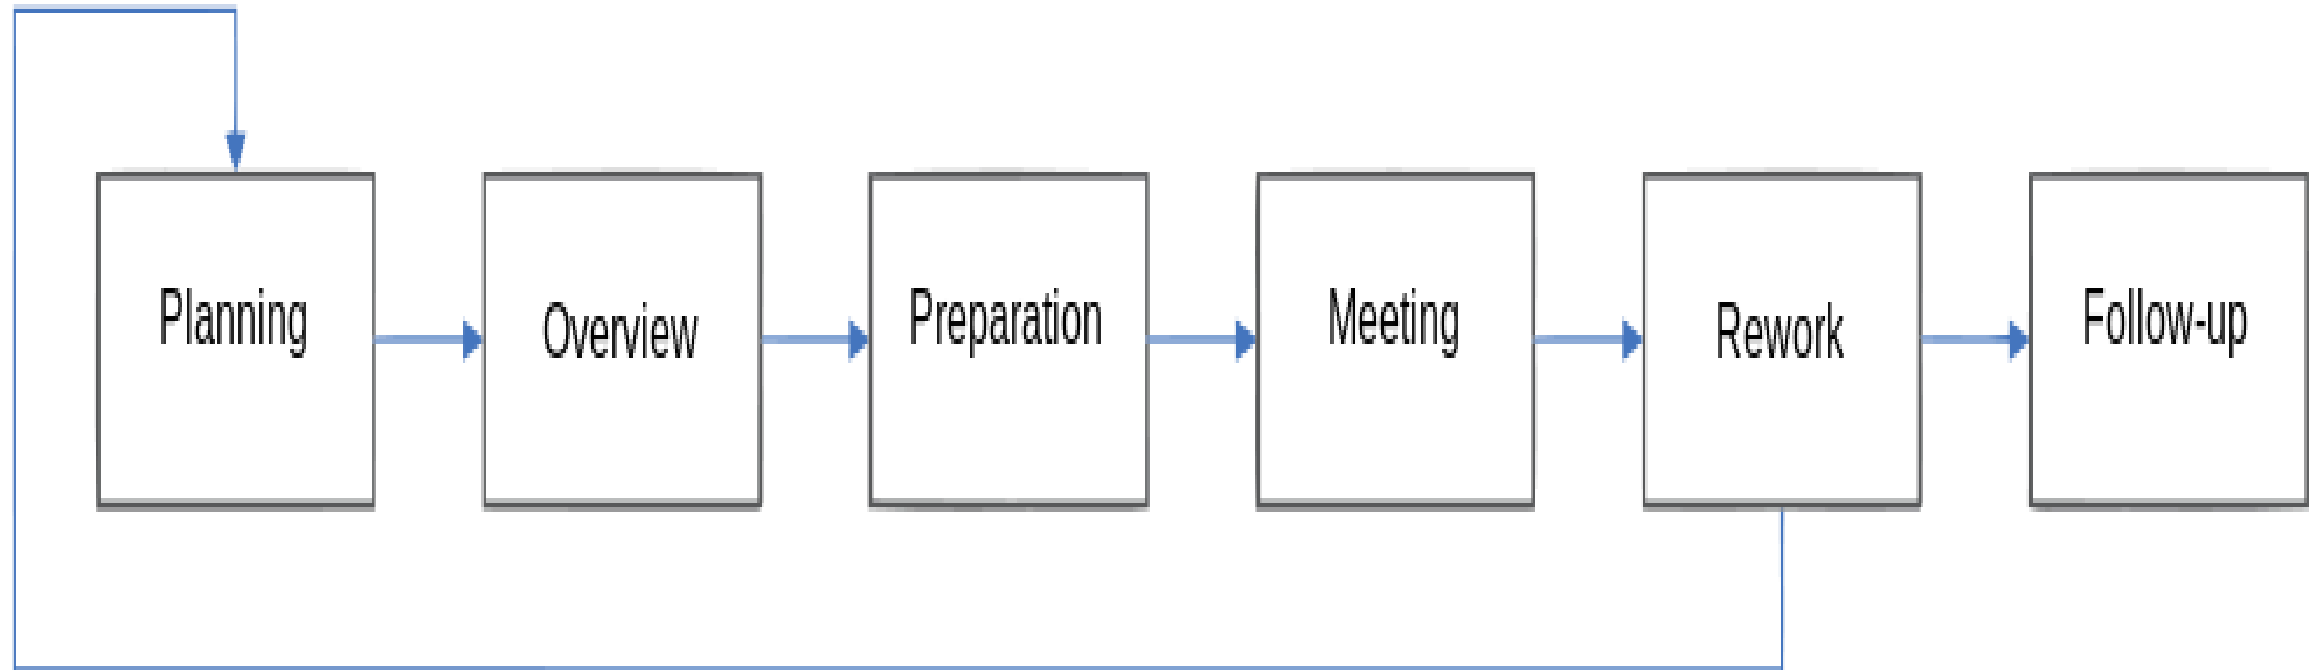 Planning
Overview
Preparation
Meeting
Rework
Follow-up